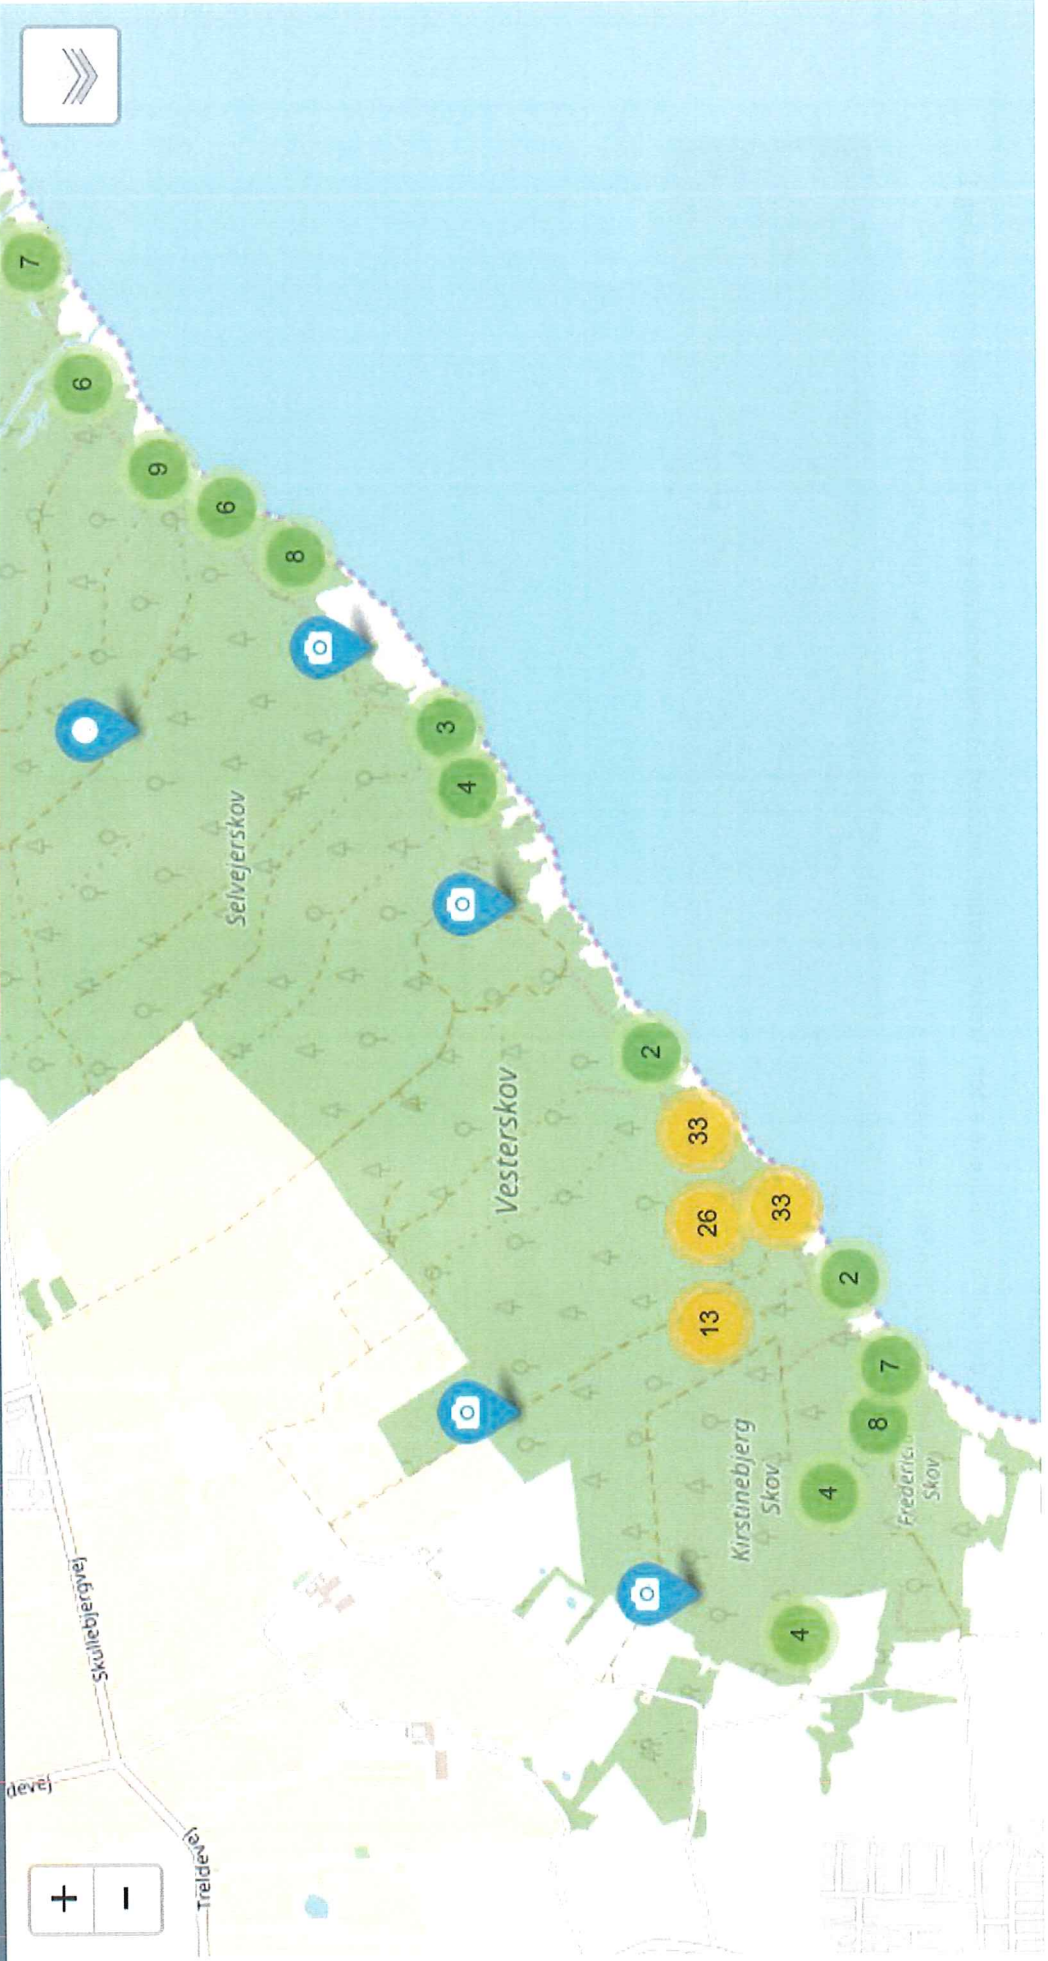 devej
7
+
6
Skullebjergvej
−
9
Treldevej
6
Selvejerskov
8
3
4
Vesterskov
2
33
26
13
Kirstinebjerg
Skov
33
4
4
2
8
7
Frederici
Skov